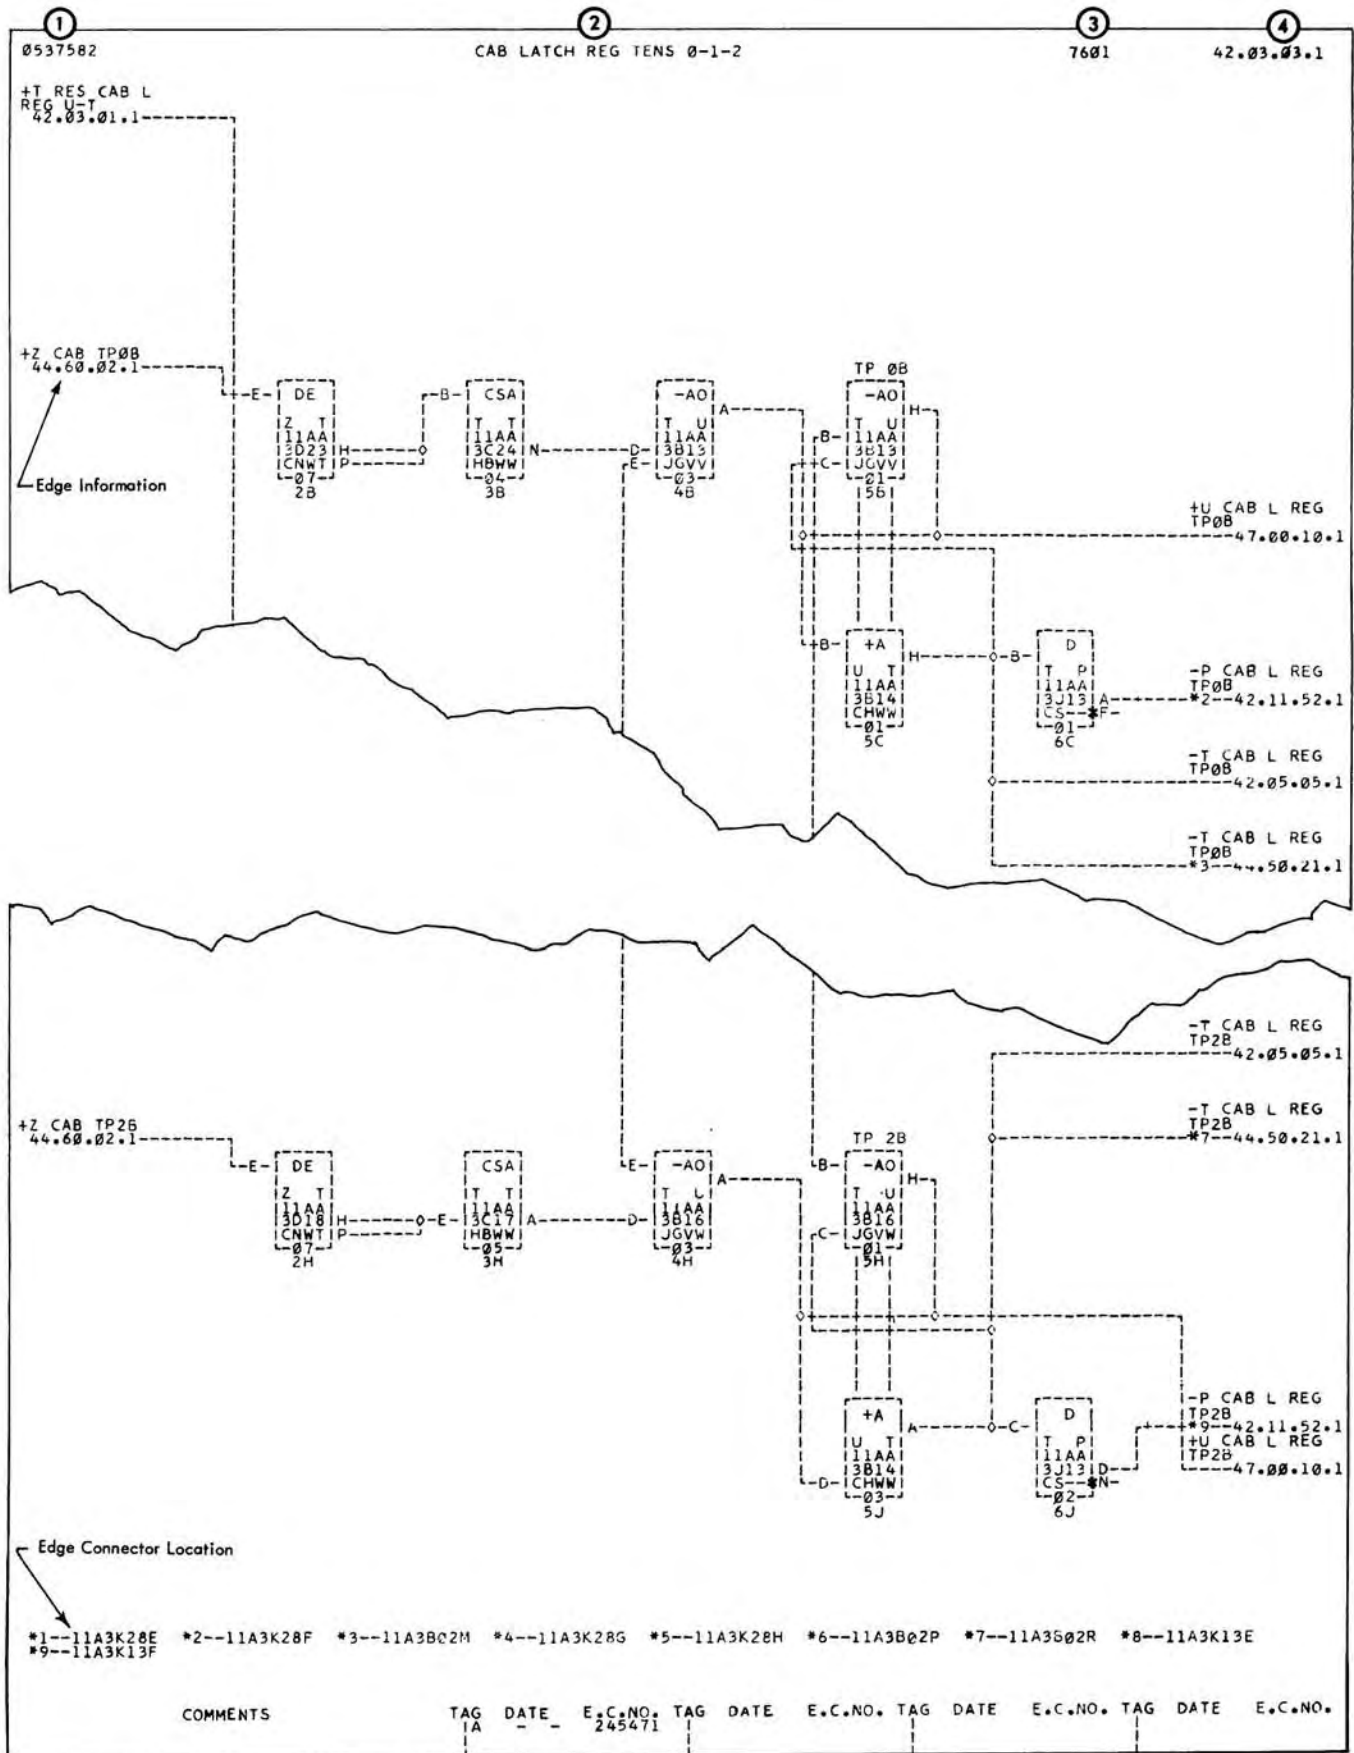 1 2 3 4
0537582 CAB LATCH REG TENS Ø-1-2 76Ø1 42.Ø3.Ø3.1
+T RES CAB L
REG U-T
42.Ø3.Ø1.1
+Z CAB TPØB
44.6Ø.Ø2.1
Edge Information
E DE
Z T
11AA
3D23 H
CNWT P
Ø7
2B
B CSA
T T
11AA
3C24 N
HBWW
Ø4
3B
-AO A
T U
D 11AA
3B13
E JGVV
Ø3
4B
TP ØB
-AO H
T U
B 11AA
3B13
C JGVV
Ø1
5B
+U CAB L REG
TPØB
47.ØØ.1Ø.1
B +A H
U T
11AA
3B14
CHWW
Ø1
5C
B D
T P
11AA
3J13 A
CS--*F-
Ø1
6C
-P CAB L REG
TPØB
*2--42.11.52.1
-T CAB L REG
TPØB
42.Ø5.Ø5.1
-T CAB L REG
TPØB
*3--44.5Ø.21.1
-T CAB L REG
TP2B
42.Ø5.Ø5.1
-T CAB L REG
TP2B
*7--44.5Ø.21.1
+Z CAB TP2B
44.6Ø.Ø2.1
E DE
Z T
11AA
3D18 H
CNWT P
Ø7
2H
CSA
T T
11AA
E 3C17 A
HBWW
Ø5
3H
E -AO A
T U
11AA
D 3B16
JGVW
Ø3
4H
TP 2B
B -AO H
T U
11AA
3B16
C JGVW
Ø1
5H
+A A
U T
11AA
3B14
D CHWW
Ø3
5J
C D
T P
11AA
3J13 D
CS--*N-
Ø2
6J
-P CAB L REG
TP2B
*9--42.11.52.1
+U CAB L REG
TP2B
47.ØØ.1Ø.1
Edge Connector Location
*1--11A3K28E *2--11A3K28F *3--11A3BØ2M *4--11A3K28G *5--11A3K28H *6--11A3BØ2P *7--11A3BØ2R *8--11A3K13E
*9--11A3K13F
COMMENTS TAG DATE E.C.NO. TAG DATE E.C.NO. TAG DATE E.C.NO. TAG DATE E.C.NO.
A - - 245471